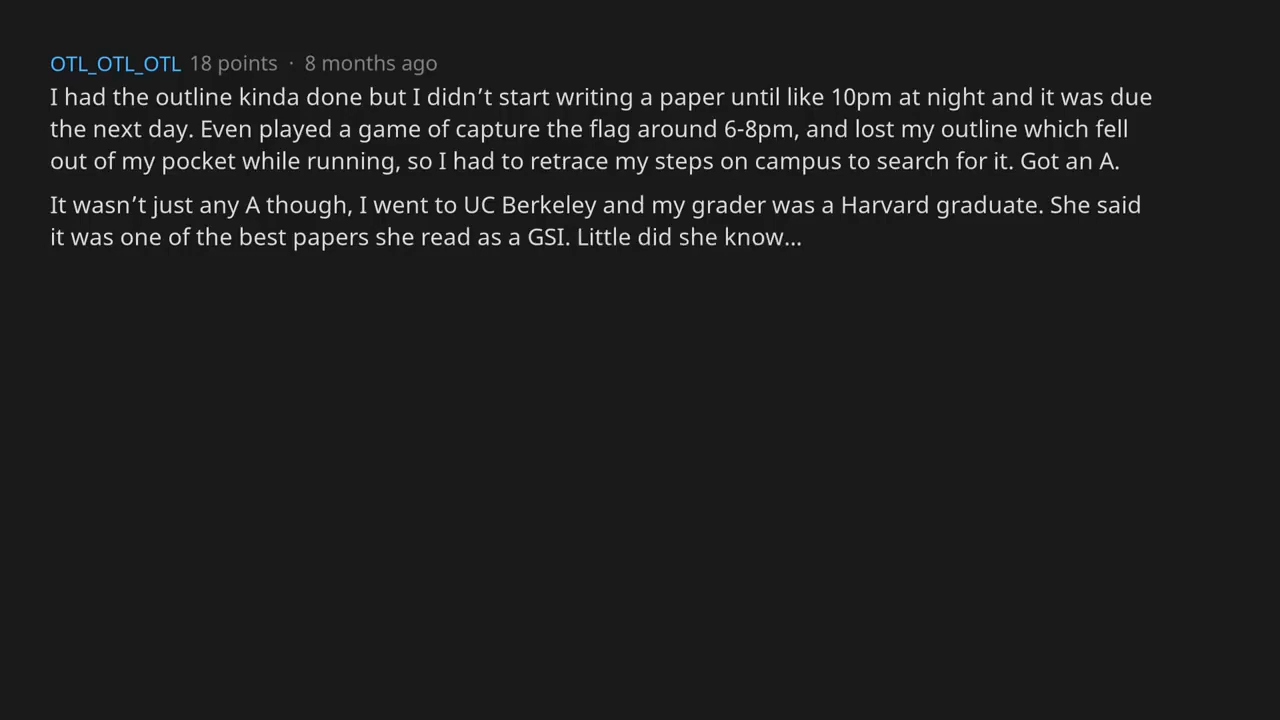 OTL_OTL_OTL 18 points · 8 months ago
I had the outline kinda done but I didn’t start writing a paper until like 10pm at night and it was due
the next day. Even played a game of capture the flag around 6-8pm, and lost my outline which fell
out of my pocket while running, so I had to retrace my steps on campus to search for it. Got an A.
It wasn’t just any A though, I went to UC Berkeley and my grader was a Harvard graduate. She said
it was one of the best papers she read as a GSI. Little did she know...